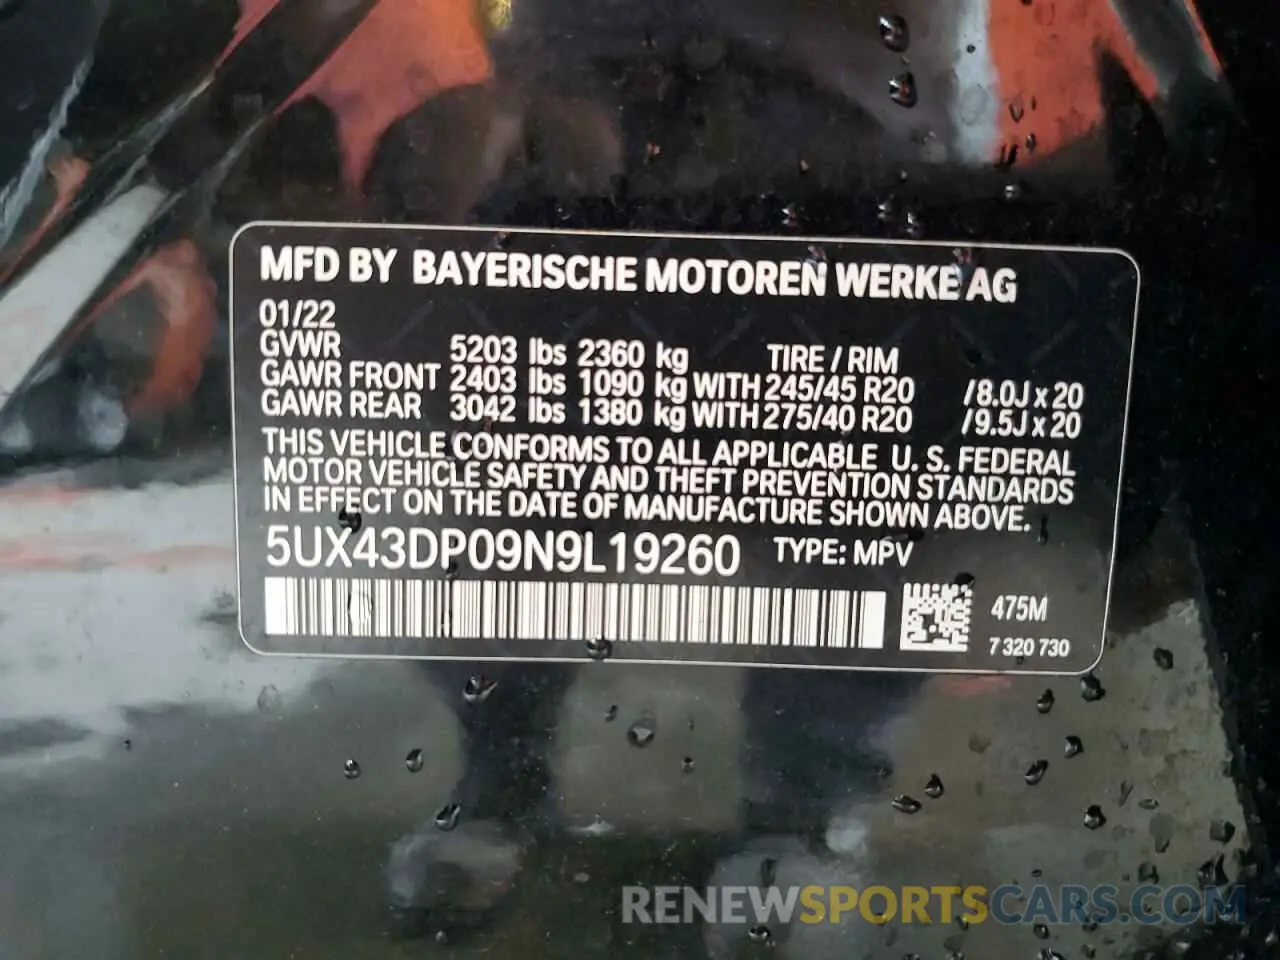 MFD BY BAYERISCHE MOTOREN WERKE AG
01/22
GVWR 5203 lbs 2360 kg TIRE / RIM
GAWR FRONT 2403 lbs 1090 kg WITH 245/45 R20 /8.0J x 20
GAWR REAR 3042 lbs 1380 kg WITH 275/40 R20 /9.5J x 20
THIS VEHICLE CONFORMS TO ALL APPLICABLE U. S. FEDERAL
MOTOR VEHICLE SAFETY AND THEFT PREVENTION STANDARDS
IN EFFECT ON THE DATE OF MANUFACTURE SHOWN ABOVE.
5UX43DP09N9L19260 TYPE: MPV
475M
7 320 730
RENEWSPORTSCARS.COM